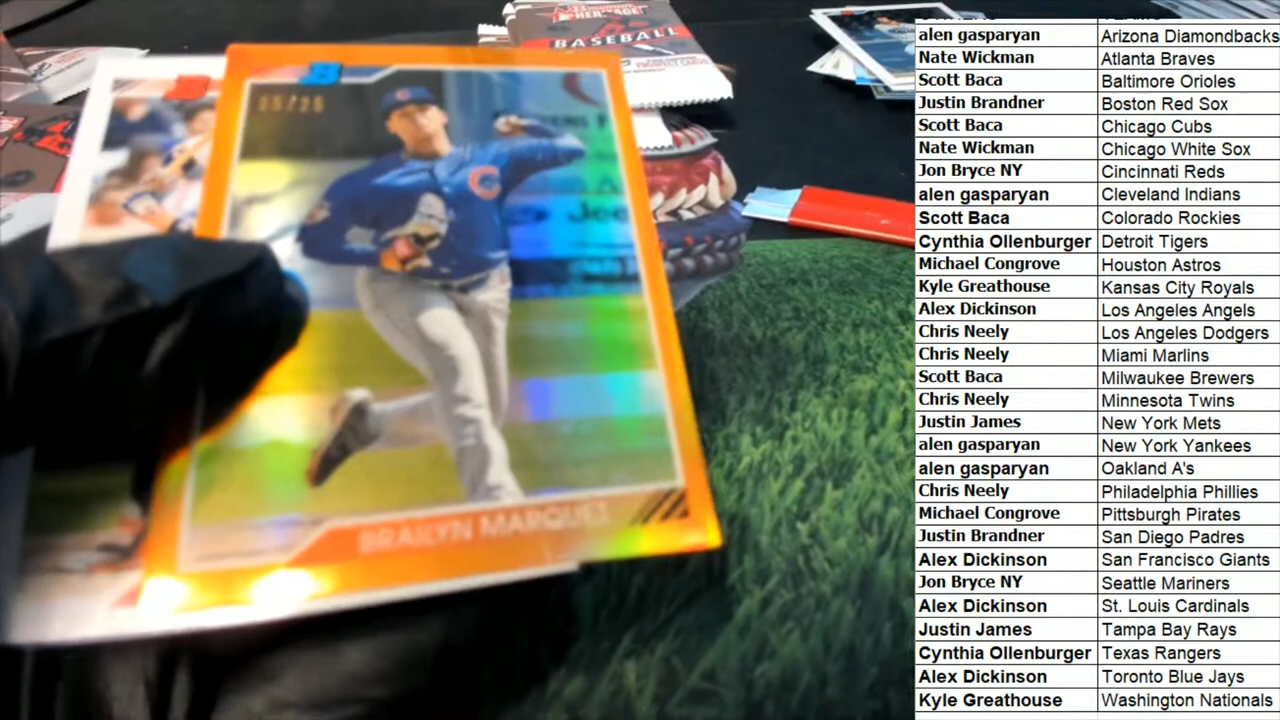 HERITAGE
BASEBALL
05/25
B
C
BRAILYN MARQUEZ
alen gasparyan Arizona Diamondbacks
Nate Wickman Atlanta Braves
Scott Baca Baltimore Orioles
Justin Brandner Boston Red Sox
Scott Baca Chicago Cubs
Nate Wickman Chicago White Sox
Jon Bryce NY Cincinnati Reds
alen gasparyan Cleveland Indians
Scott Baca Colorado Rockies
Cynthia Ollenburger Detroit Tigers
Michael Congrove Houston Astros
Kyle Greathouse Kansas City Royals
Alex Dickinson Los Angeles Angels
Chris Neely Los Angeles Dodgers
Chris Neely Miami Marlins
Scott Baca Milwaukee Brewers
Chris Neely Minnesota Twins
Justin James New York Mets
alen gasparyan New York Yankees
alen gasparyan Oakland A's
Chris Neely Philadelphia Phillies
Michael Congrove Pittsburgh Pirates
Justin Brandner San Diego Padres
Alex Dickinson San Francisco Giants
Jon Bryce NY Seattle Mariners
Alex Dickinson St. Louis Cardinals
Justin James Tampa Bay Rays
Cynthia Ollenburger Texas Rangers
Alex Dickinson Toronto Blue Jays
Kyle Greathouse Washington Nationals